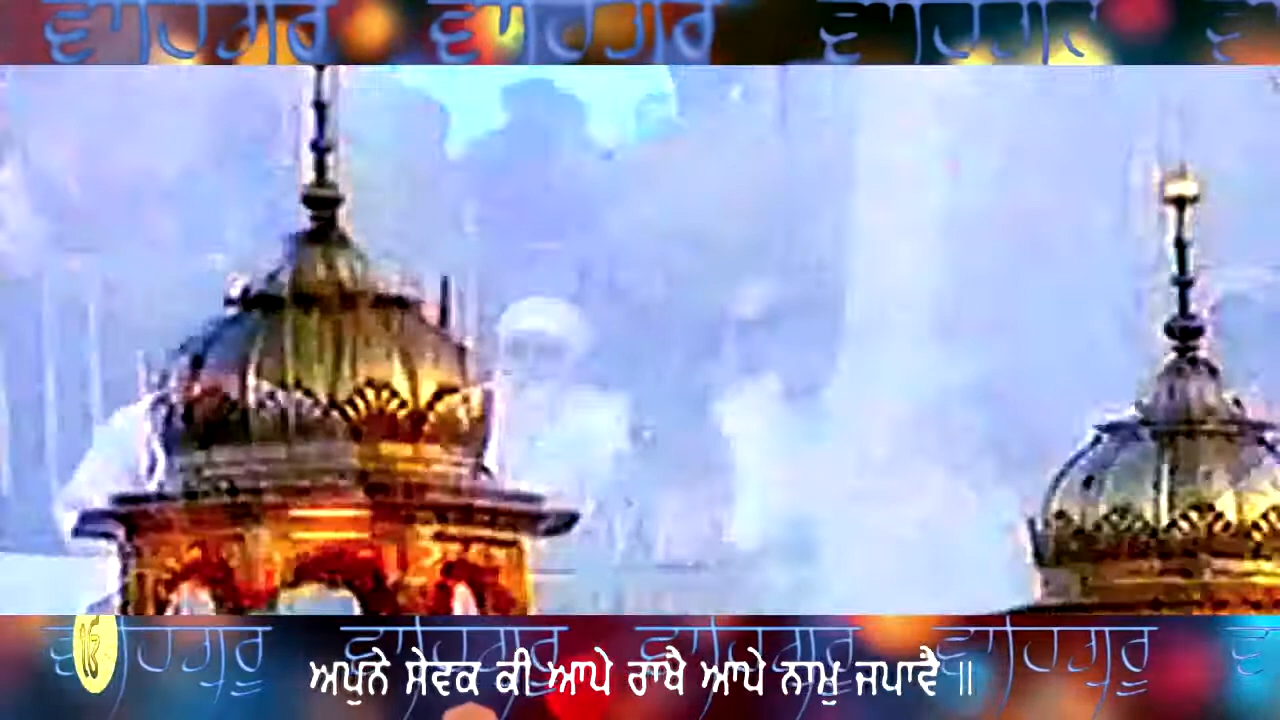 ਵਾਹਿਗੁਰੂ ਵਾਹਿਗੁਰੂ ਵਾਹਿਗੁਰੂ
ਵਾਹਿਗੁਰੂ ਵਾਹਿਗੁਰੂ ਵਾਹਿਗੁਰੂ ਵਾਹਿਗੁਰੂ
ੴ
ਅਪੁਨੇ ਸੇਵਕ ਕੀ ਆਪੇ ਰਾਖੈ ਆਪੇ ਨਾਮੁ ਜਪਾਵੈ ॥